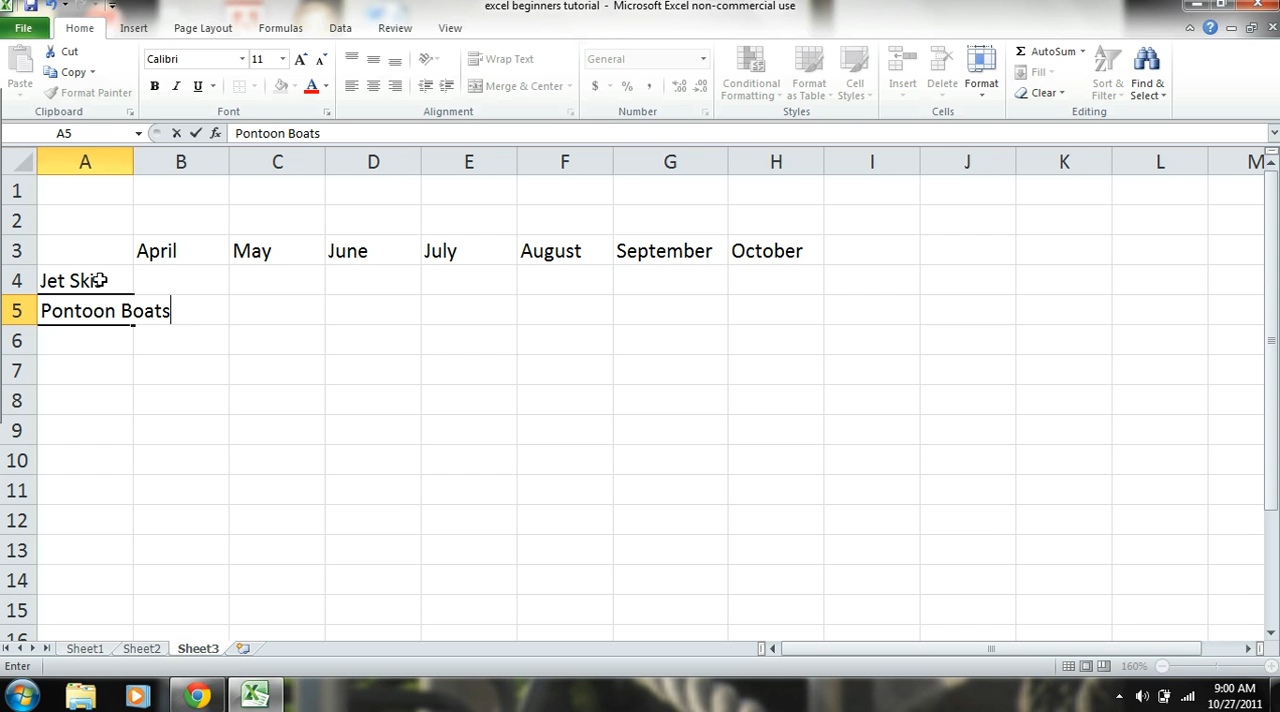 excel beginners tutorial - Microsoft Excel non-commercial use
File Home Insert Page Layout Formulas Data Review View
Paste Cut Copy Format Painter
Calibri 11
B I U A
Wrap Text
Merge & Center
General
$ % , .00
Conditional Formatting Format as Table Cell Styles
Insert Delete Format
Σ AutoSum Fill Clear
Sort & Filter Find & Select
Clipboard Font Alignment Number Styles Cells Editing
A5 fx Pontoon Boats
A B C D E F G H I J K L M
1
2
3 April May June July August September October
4 Jet Ski
5 Pontoon Boats
6
7
8
9
10
11
12
13
14
15
16
Sheet1 Sheet2 Sheet3
Enter 160%
9:00 AM
10/27/2011